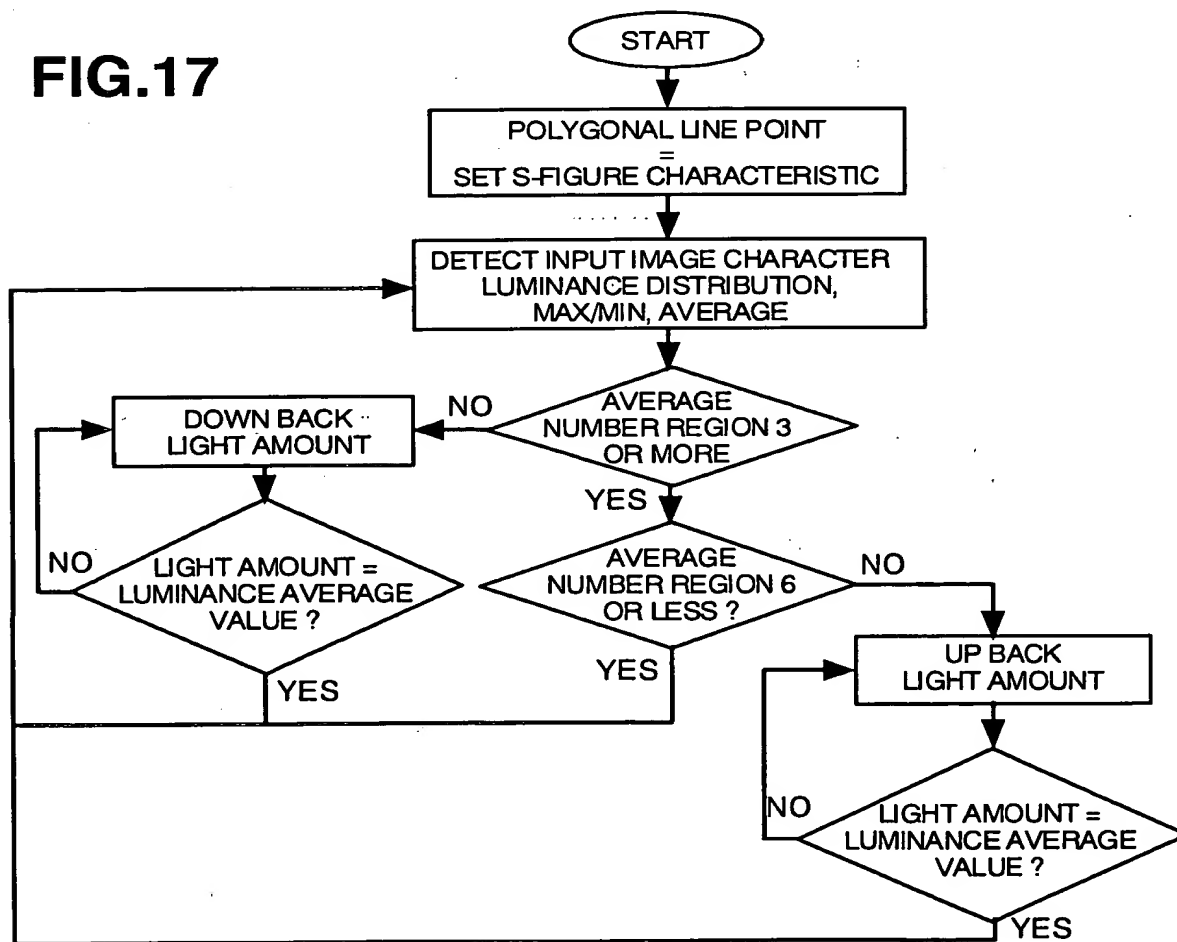 FIG.17
START
POLYGONAL LINE POINT
=
SET S-FIGURE CHARACTERISTIC
DETECT INPUT IMAGE CHARACTER
LUMINANCE DISTRIBUTION,
MAX/MIN, AVERAGE
AVERAGE
NUMBER REGION 3
OR MORE
NO
YES
DOWN BACK
LIGHT AMOUNT
LIGHT AMOUNT =
LUMINANCE AVERAGE
VALUE ?
NO
YES
AVERAGE
NUMBER REGION 6
OR LESS ?
NO
YES
UP BACK
LIGHT AMOUNT
LIGHT AMOUNT =
LUMINANCE AVERAGE
VALUE ?
NO
YES